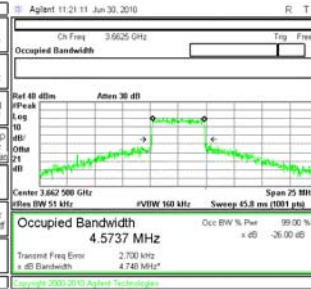 Agilent 11:21:11 Jun 30, 2010 R T
Ch Freq 3.6625 GHz Trig Free
Occupied Bandwidth
Ref 40 dBm Atten 30 dB
#Peak
Log
10
dB/
Offst
21
dB
Center 3.662 500 GHz Span 25 MH
#Res BW 51 kHz #VBW 160 kHz Sweep 45.8 ms (1001 pts)
Occupied Bandwidth Occ BW % Pwr 99.00 %
4.5737 MHz x dB -26.00 dB
Transmit Freq Error 2.700 kHz
x dB Bandwidth 4.748 MHz*
Copyright 2000-2010 Agilent Technologies